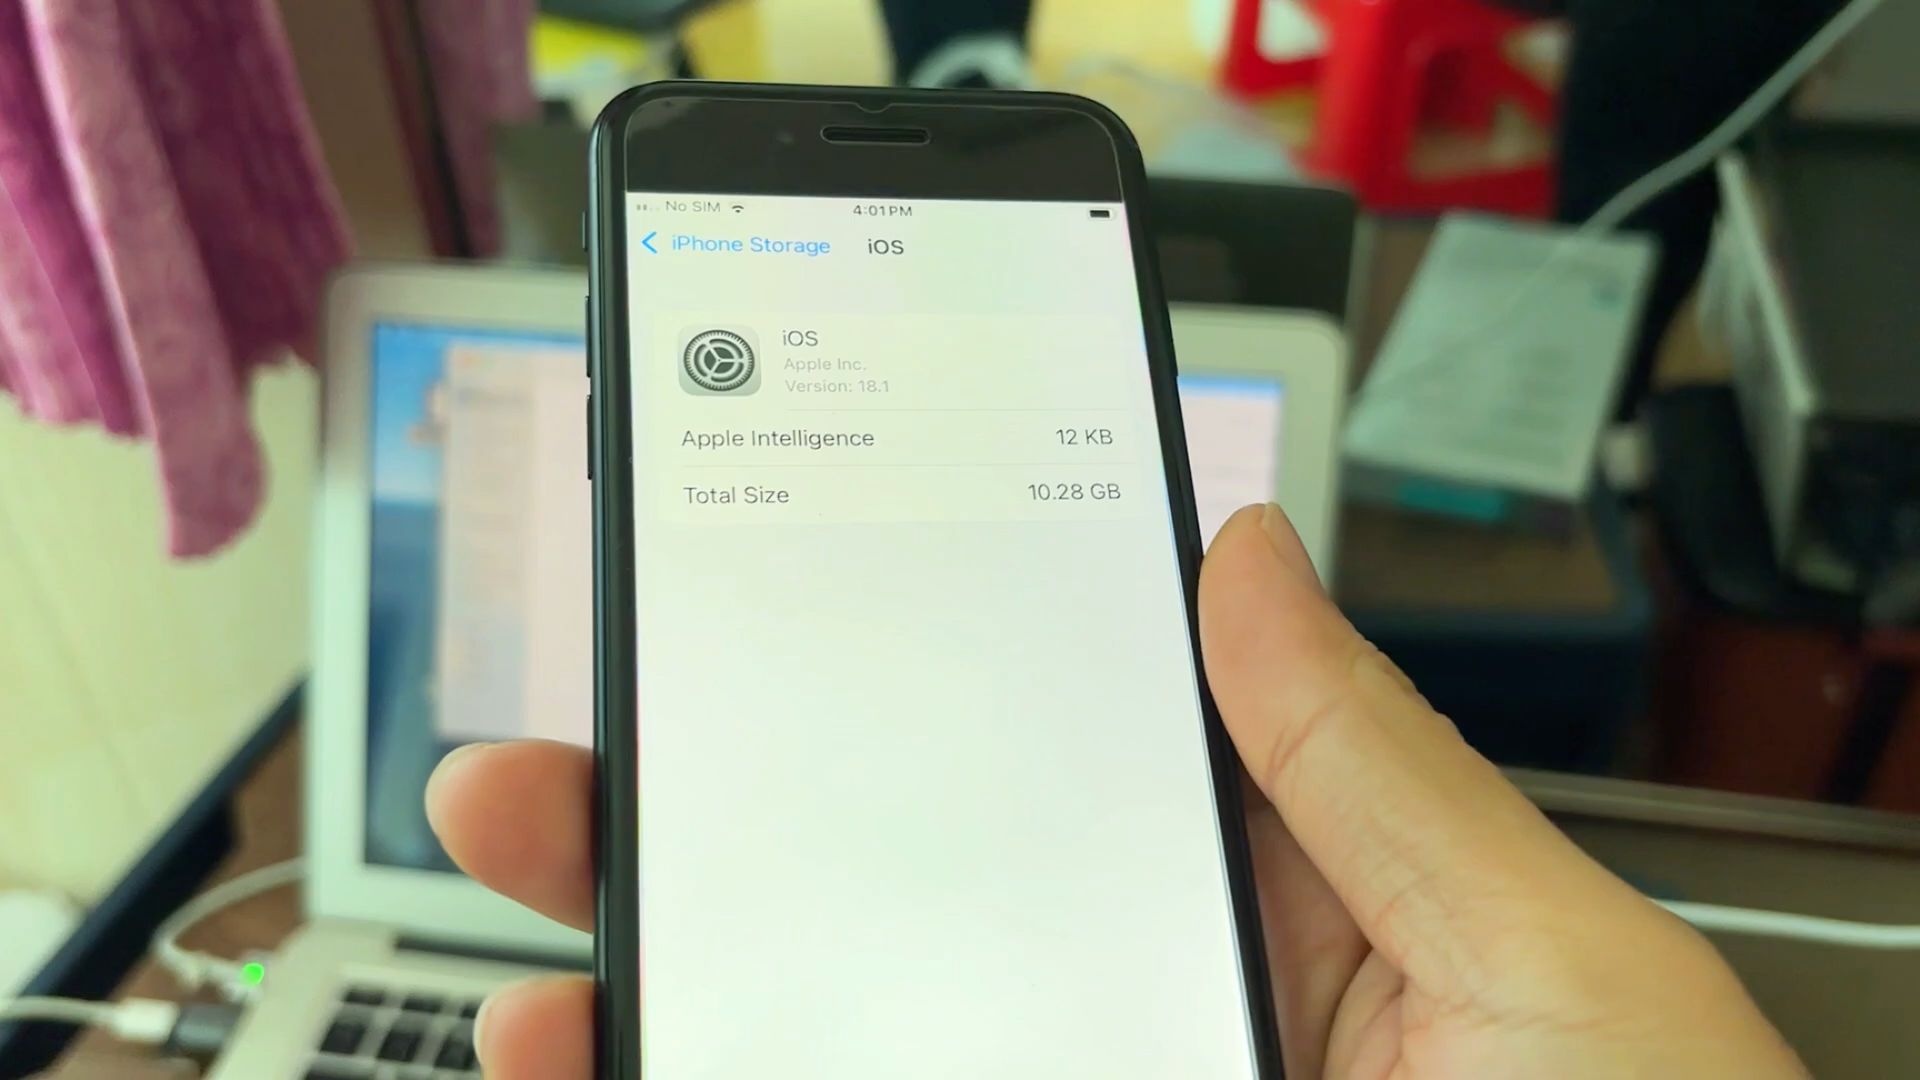 No SIM 4:01 PM
iPhone Storage iOS
iOS
Apple Inc.
Version: 18.1
Apple Intelligence 12 KB
Total Size 10.28 GB